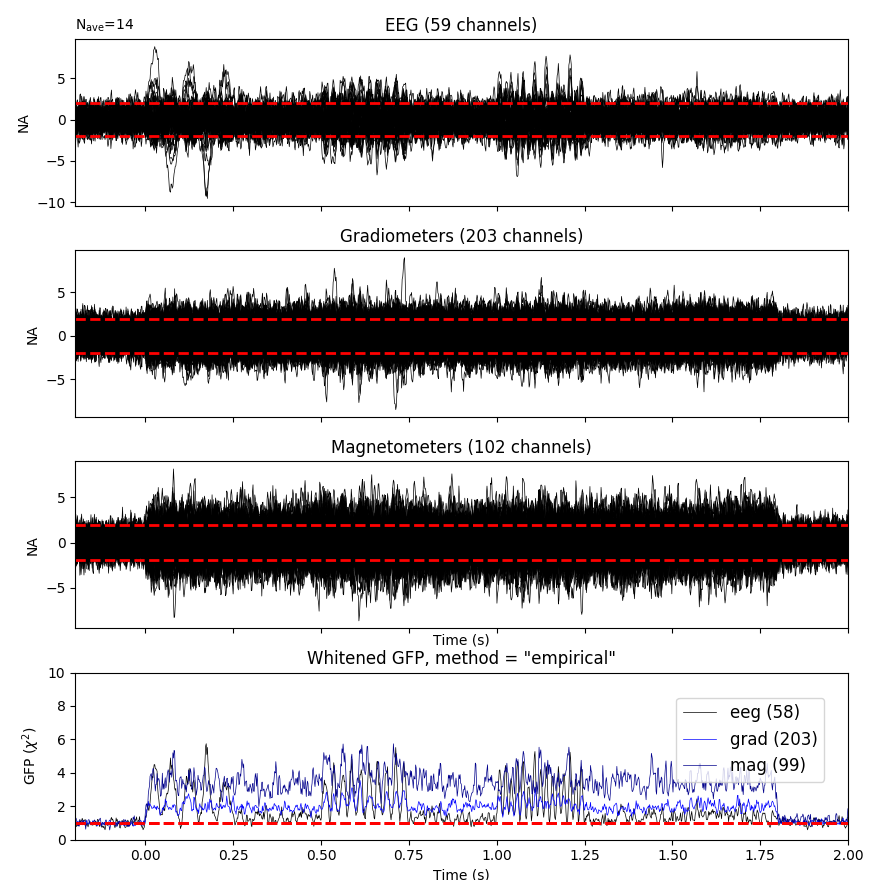 N_ave=14
EEG (59 channels)
NA
5
0
−5
−10
Gradiometers (203 channels)
NA
5
0
−5
Magnetometers (102 channels)
NA
5
0
−5
Time (s)
Whitened GFP, method = "empirical"
GFP (χ²)
10
8
6
4
2
0
eeg (58)
grad (203)
mag (99)
0.00 0.25 0.50 0.75 1.00 1.25 1.50 1.75 2.00
Time (s)